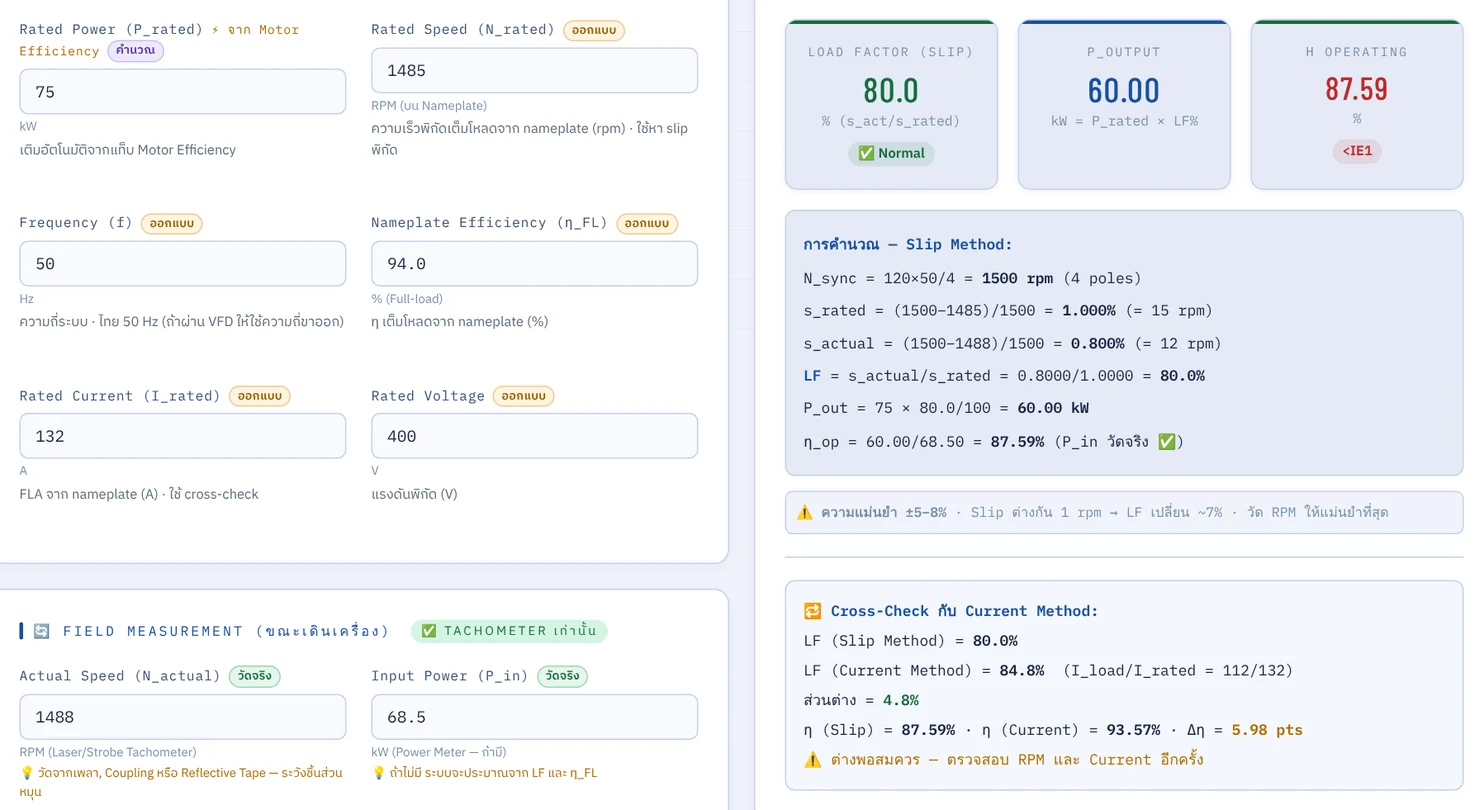 Rated Power (P_rated) ⚡ จาก Motor
Efficiency คำนวณ
75
kW
เติมอัตโนมัติจากแท็บ Motor Efficiency
Rated Speed (N_rated) ออกแบบ
1485
RPM (บน Nameplate)
ความเร็วพิกัดเต็มโหลดจาก nameplate (rpm) · ใช้หา slip
พิกัด
Frequency (f) ออกแบบ
50
Hz
ความถี่ระบบ · ไทย 50 Hz (ถ้าผ่าน VFD ให้ใช้ความถี่ขาออก)
Nameplate Efficiency (η_FL) ออกแบบ
94.0
% (Full-load)
η เต็มโหลดจาก nameplate (%)
Rated Current (I_rated) ออกแบบ
132
A
FLA จาก nameplate (A) · ใช้ cross-check
Rated Voltage ออกแบบ
400
V
แรงดันพิกัด (V)
🔄 FIELD MEASUREMENT (ขณะเดินเครื่อง) ✅ TACHOMETER เท่านั้น
Actual Speed (N_actual) วัดจริง
1488
RPM (Laser/Strobe Tachometer)
💡 วัดจากเพลา, Coupling หรือ Reflective Tape — ระวังชิ้นส่วน
หมุน
Input Power (P_in) วัดจริง
68.5
kW (Power Meter — ถ้ามี)
💡 ถ้าไม่มี ระบบจะประมาณจาก LF และ η_FL
LOAD FACTOR (SLIP)
80.0
% (s_act/s_rated)
✅ Normal
P_OUTPUT
60.00
kW = P_rated × LF%
Η OPERATING
87.59
%
<IE1
การคำนวณ — Slip Method:
N_sync = 120×50/4 = 1500 rpm (4 poles)
s_rated = (1500−1485)/1500 = 1.000% (= 15 rpm)
s_actual = (1500−1488)/1500 = 0.800% (= 12 rpm)
LF = s_actual/s_rated = 0.8000/1.0000 = 80.0%
P_out = 75 × 80.0/100 = 60.00 kW
η_op = 60.00/68.50 = 87.59% (P_in วัดจริง ✅)
⚠️ ความแม่นยำ ±5–8% · Slip ต่างกัน 1 rpm → LF เปลี่ยน ~7% · วัด RPM ให้แม่นยำที่สุด
🔁 Cross-Check กับ Current Method:
LF (Slip Method) = 80.0%
LF (Current Method) = 84.8% (I_load/I_rated = 112/132)
ส่วนต่าง = 4.8%
η (Slip) = 87.59% · η (Current) = 93.57% · Δη = 5.98 pts
⚠️ ต่างพอสมควร — ตรวจสอบ RPM และ Current อีกครั้ง